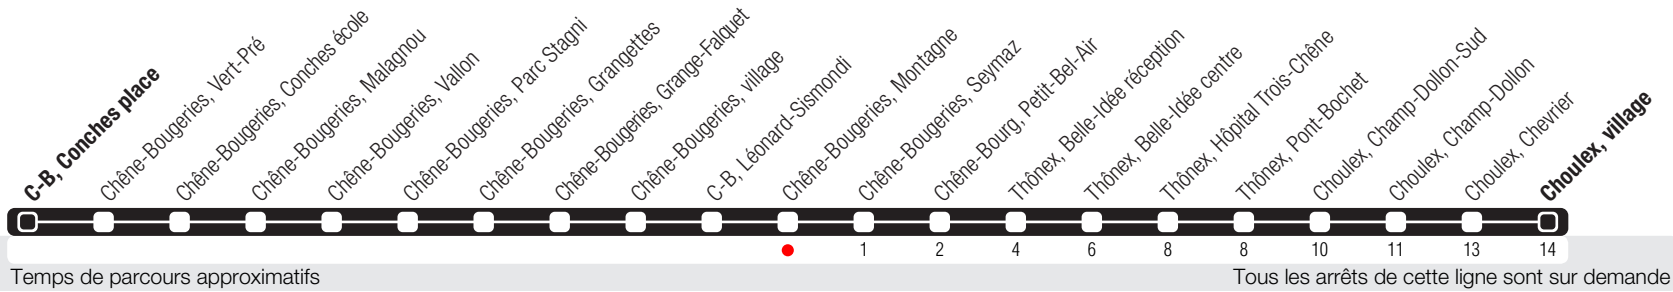 C-B, Conches place
Chêne-Bougeries, Vert-Pré
Chêne-Bougeries, Conches école
Chêne-Bougeries, Malagnou
Chêne-Bougeries, Vallon
Chêne-Bougeries, Parc Stagni
Chêne-Bougeries, Grangettes
Chêne-Bougeries, Grange-Falquet
Chêne-Bougeries, village
C-B, Léonard-Sismondi
Chêne-Bougeries, Montagne
Chêne-Bougeries, Seymaz
Chêne-Bourg, Petit-Bel-Air
Thônex, Belle-Idée réception
Thônex, Belle-Idée centre
Thônex, Hôpital Trois-Chêne
Thônex, Pont-Bochet
Choulex, Champ-Dollon-Sud
Choulex, Champ-Dollon
Choulex, Chevrier
Choulex, village
1 2 4 6 8 8 10 11 13 14
Temps de parcours approximatifs
Tous les arrêts de cette ligne sont sur demande